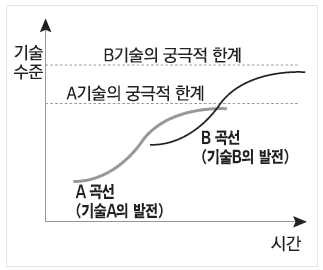 기술
수준
B기술의 궁극적 한계
A기술의 궁극적 한계
B 곡선
(기술B의 발전)
A 곡선
(기술A의 발전)
시간